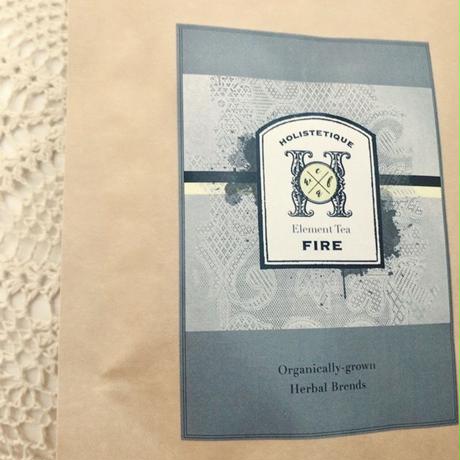 HOLISTETIQUE
H
Element Tea
FIRE
Organically-grown
Herbal Brends